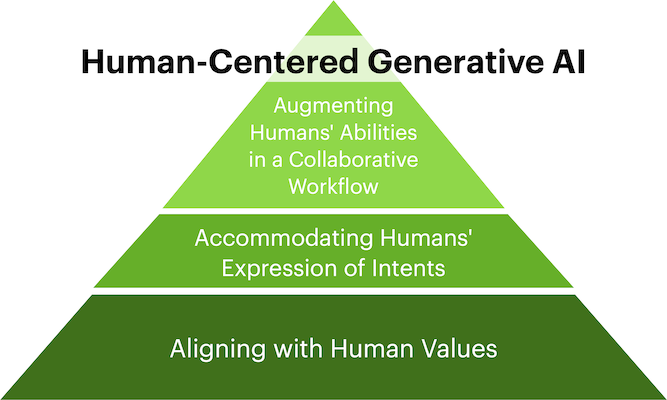 Human-Centered Generative AI
Augmenting
Humans' Abilities
in a Collaborative
Workflow
Accommodating Humans'
Expression of Intents
Aligning with Human Values